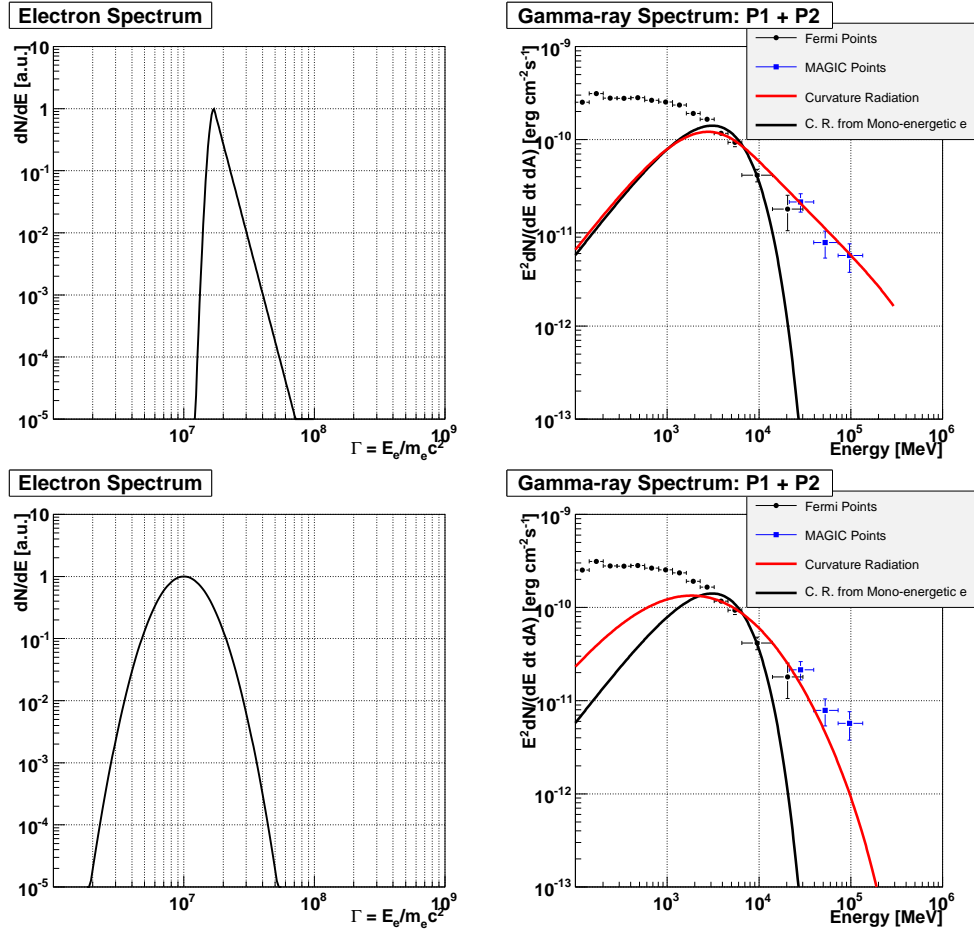 Electron Spectrum
dN/dE [a.u.]
10
1
10^-1
10^-2
10^-3
10^-4
10^-5
10^7
10^8
10^9
Γ = E_e/m_e c^2
Gamma-ray Spectrum: P1 + P2
E^2dN/(dE dt dA) [erg cm^-2 s^-1]
10^-9
10^-10
10^-11
10^-12
10^-13
Fermi Points
MAGIC Points
Curvature Radiation
C. R. from Mono-energetic e
10^3
10^4
10^5
10^6
Energy [MeV]
Electron Spectrum
dN/dE [a.u.]
10
1
10^-1
10^-2
10^-3
10^-4
10^-5
10^7
10^8
10^9
Γ = E_e/m_e c^2
Gamma-ray Spectrum: P1 + P2
E^2dN/(dE dt dA) [erg cm^-2 s^-1]
10^-9
10^-10
10^-11
10^-12
10^-13
Fermi Points
MAGIC Points
Curvature Radiation
C. R. from Mono-energetic e
10^3
10^4
10^5
10^6
Energy [MeV]